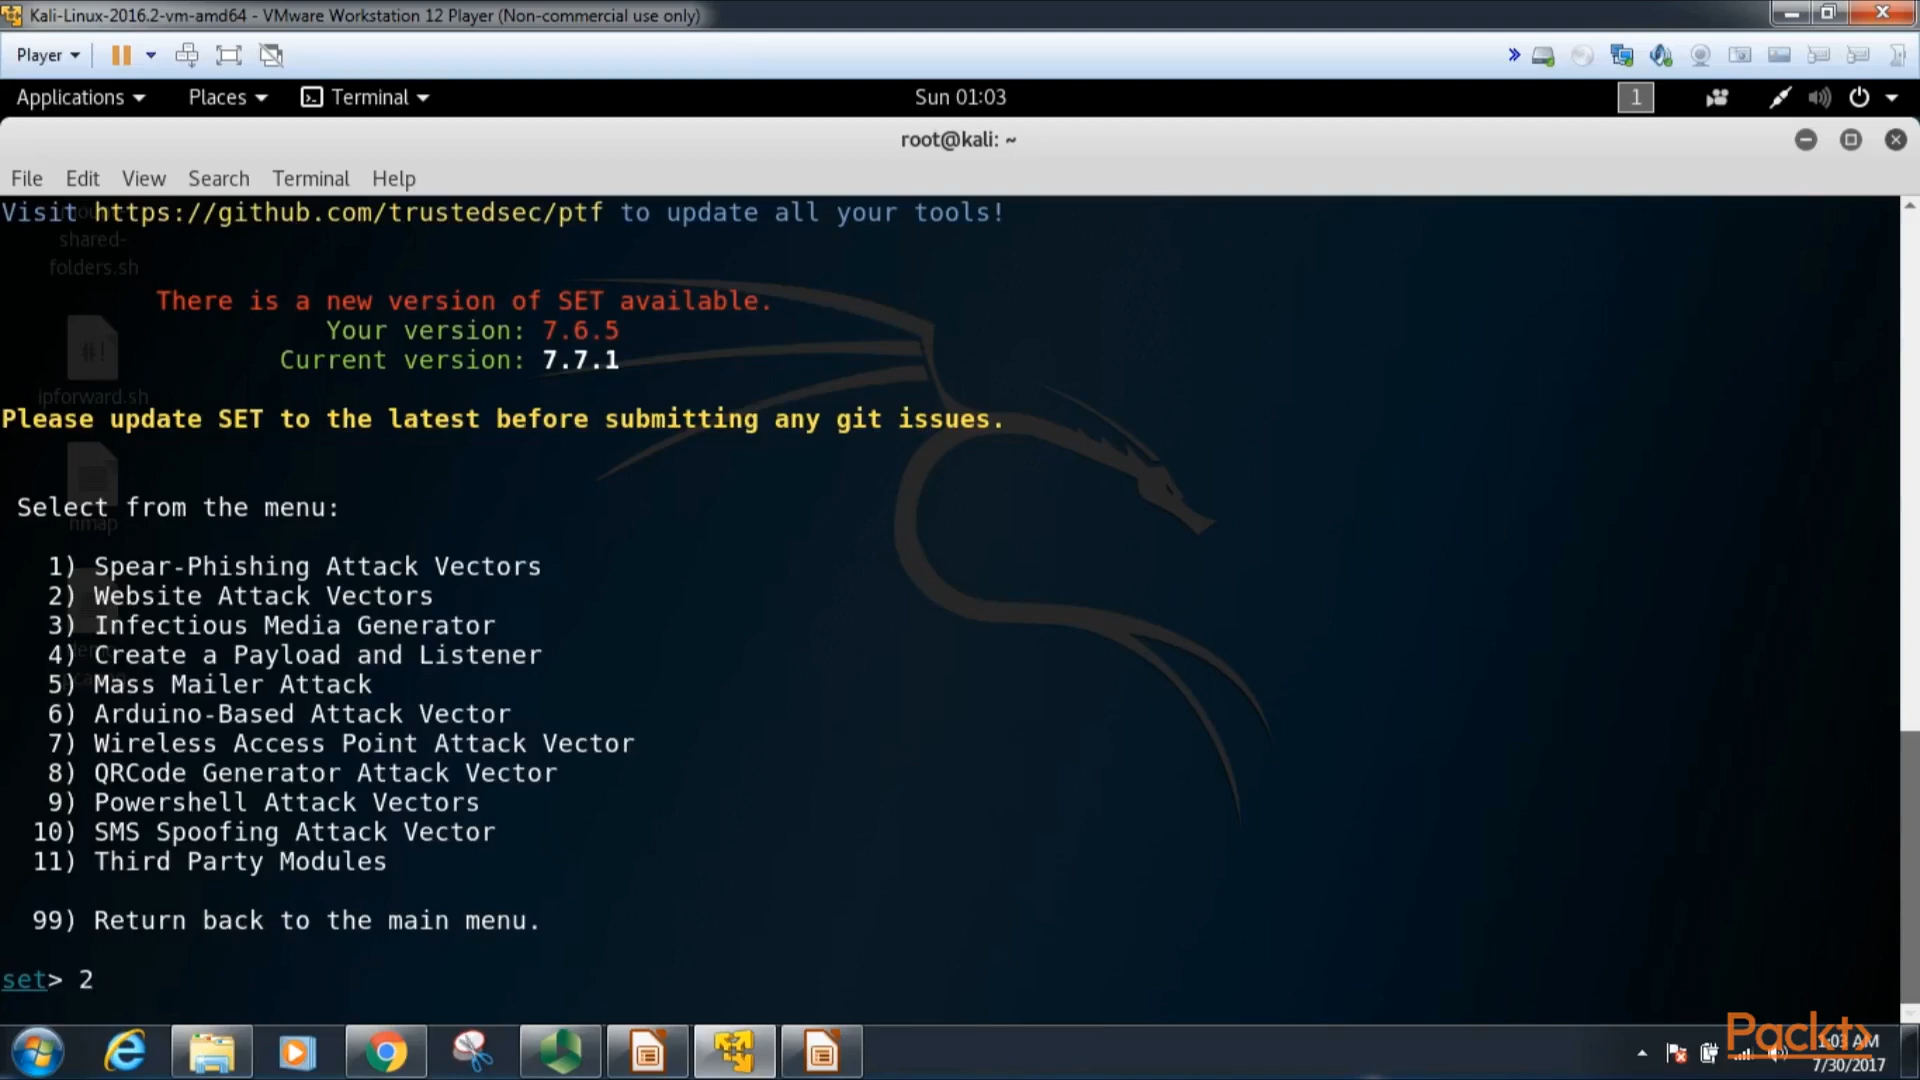 Kali-Linux-2016.2-vm-amd64 - VMware Workstation 12 Player (Non-commercial use only)
Player
Applications Places Terminal Sun 01:03 1
root@kali: ~
File Edit View Search Terminal Help
Visit https://github.com/trustedsec/ptf to update all your tools!
shared-
folders.sh
There is a new version of SET available.
Your version: 7.6.5
Current version: 7.7.1
ipforward.sh
Please update SET to the latest before submitting any git issues.
Select from the menu:
nmap
1) Spear-Phishing Attack Vectors
2) Website Attack Vectors
3) Infectious Media Generator
4) Create a Payload and Listener
5) Mass Mailer Attack
6) Arduino-Based Attack Vector
7) Wireless Access Point Attack Vector
8) QRCode Generator Attack Vector
9) Powershell Attack Vectors
10) SMS Spoofing Attack Vector
11) Third Party Modules
99) Return back to the main menu.
set> 2
Packt
1:03 AM
7/30/2017